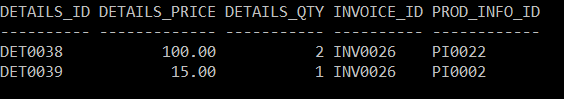 DETAILS_ID DETAILS_PRICE DETAILS_QTY INVOICE_ID PROD_INFO_ID
---------- ------------- ----------- ---------- ------------
DET0038           100.00           2 INV0026    PI0022
DET0039            15.00           1 INV0026    PI0002